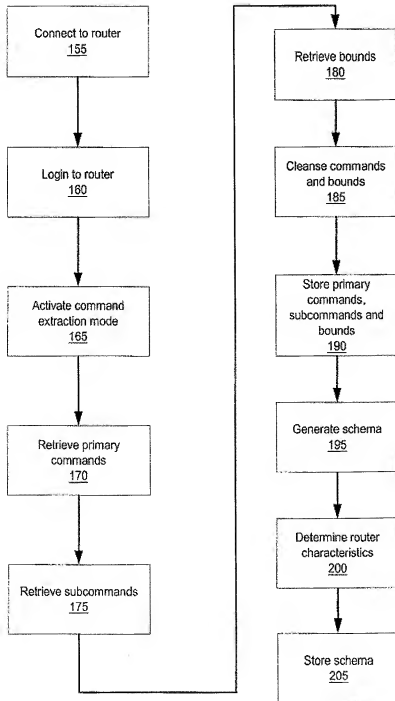 Connect to router
155
Login to router
160
Activate command
extraction mode
165
Retrieve primary
commands
170
Retrieve subcommands
175
Retrieve bounds
180
Cleanse commands
and bounds
185
Store primary
commands,
subcommands and
bounds
190
Generate schema
195
Determine router
characteristics
200
Store schema
205